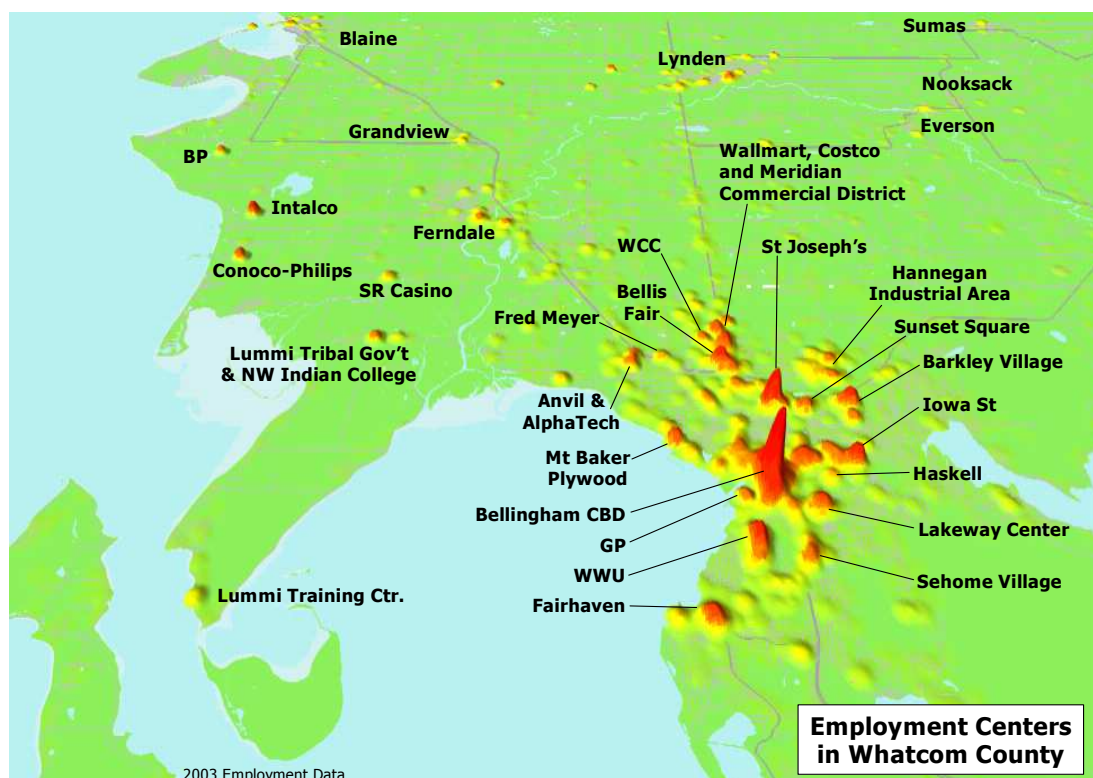 Blaine
Sumas
Lynden
Nooksack
Grandview
Everson
BP
Wallmart, Costco
and Meridian
Commercial District
Intalco
Ferndale
WCC
St Joseph's
Conoco-Philips
SR Casino
Bellis
Fair
Hannegan
Industrial Area
Fred Meyer
Sunset Square
Lummi Tribal Gov't
& NW Indian College
Barkley Village
Anvil &
AlphaTech
Iowa St
Mt Baker
Plywood
Haskell
Bellingham CBD
Lakeway Center
GP
WWU
Sehome Village
Lummi Training Ctr.
Fairhaven
Employment Centers
in Whatcom County
2003 Employment Data